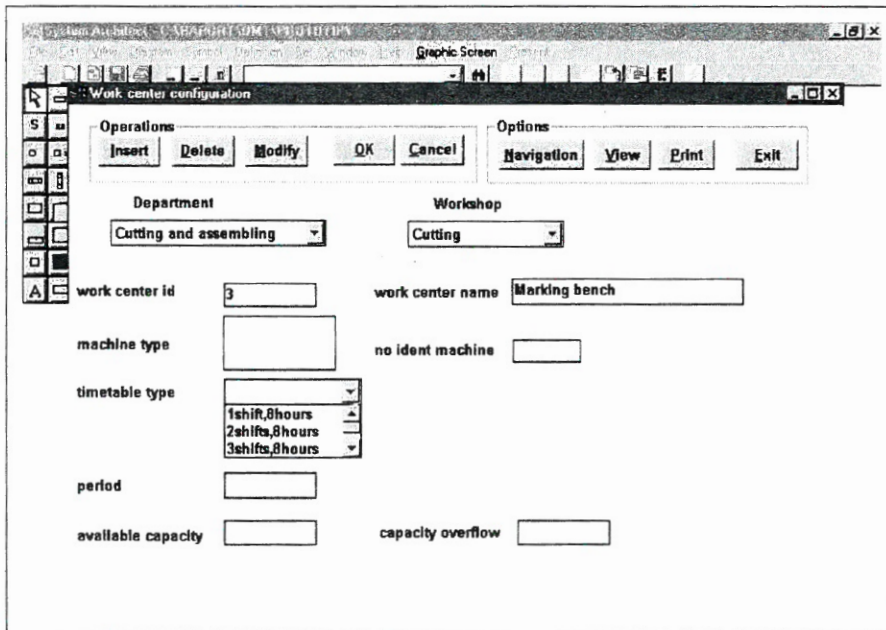 System Architect
Graphic Screen
Work center configuration
Operations
Options
Insert Delete Modify OK Cancel
Navigation View Print Exit
Department
Workshop
Cutting and assembling
Cutting
S
A
work center id 3
work center name Marking bench
machine type
no ident machine
timetable type
1shift,8hours
2shifts,8hours
3shifts,8hours
period
available capacity
capacity overflow